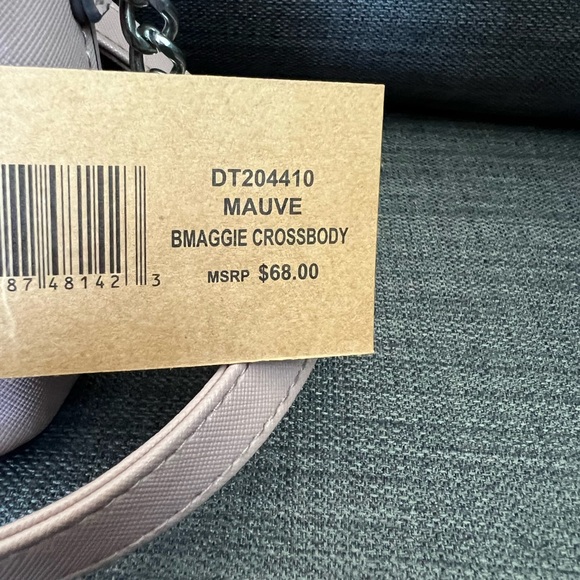 DT204410
MAUVE
BMAGGIE CROSSBODY
MSRP $68.00
87 48142 3